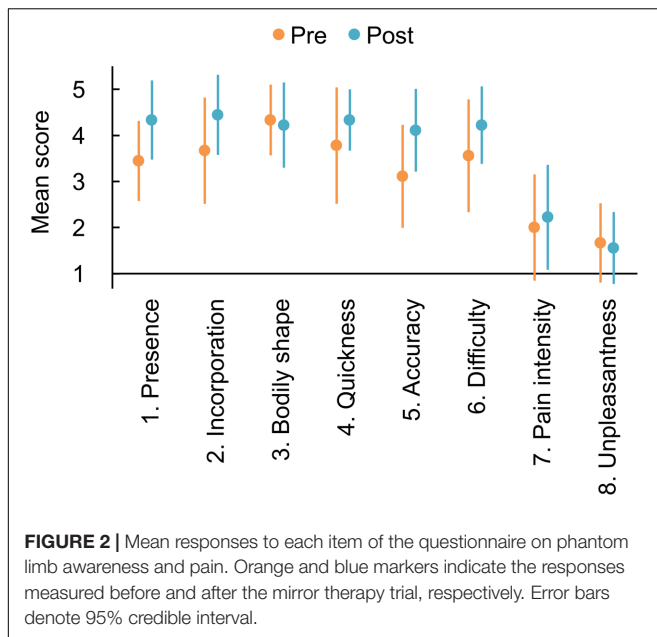 Pre Post
Mean score
5
4
3
2
1
1. Presence
2. Incorporation
3. Bodily shape
4. Quickness
5. Accuracy
6. Difficulty
7. Pain intensity
8. Unpleasantness
FIGURE 2 | Mean responses to each item of the questionnaire on phantom
limb awareness and pain. Orange and blue markers indicate the responses
measured before and after the mirror therapy trial, respectively. Error bars
denote 95% credible interval.